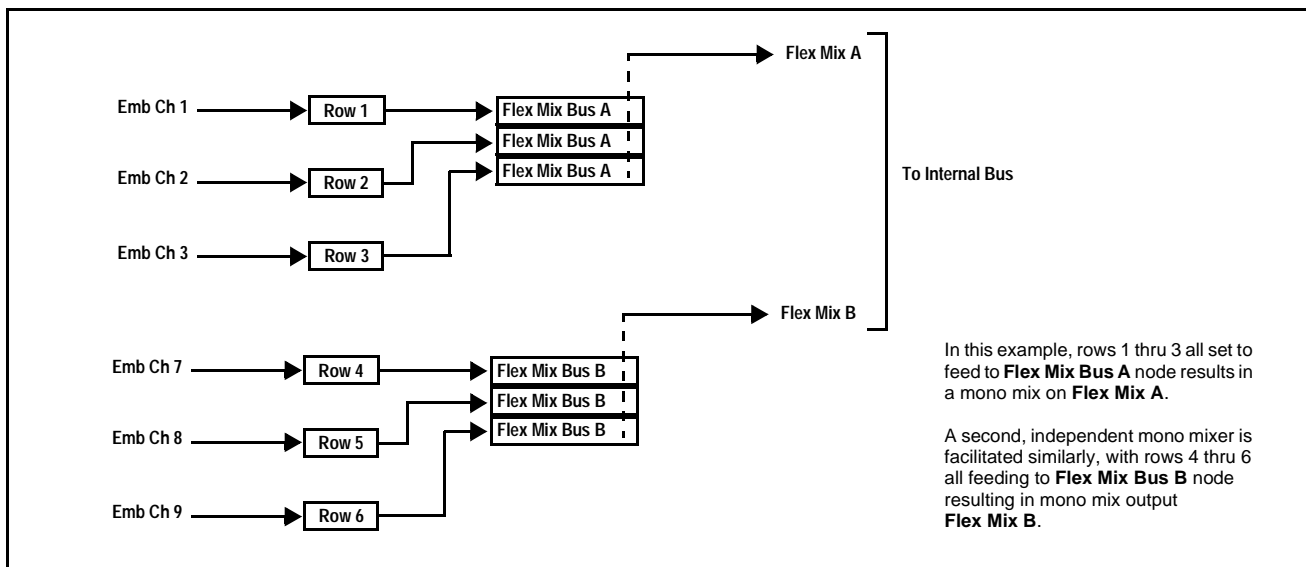 Flex Mix A
Emb Ch 1
Row 1
Flex Mix Bus A
Flex Mix Bus A
Emb Ch 2
Row 2
Flex Mix Bus A
To Internal Bus
Emb Ch 3
Row 3
Flex Mix B
Emb Ch 7
Row 4
Flex Mix Bus B
Flex Mix Bus B
Emb Ch 8
Row 5
Flex Mix Bus B
Emb Ch 9
Row 6
In this example, rows 1 thru 3 all set to
feed to Flex Mix Bus A node results in
a mono mix on Flex Mix A.
A second, independent mono mixer is
facilitated similarly, with rows 4 thru 6
all feeding to Flex Mix Bus B node
resulting in mono mix output
Flex Mix B.